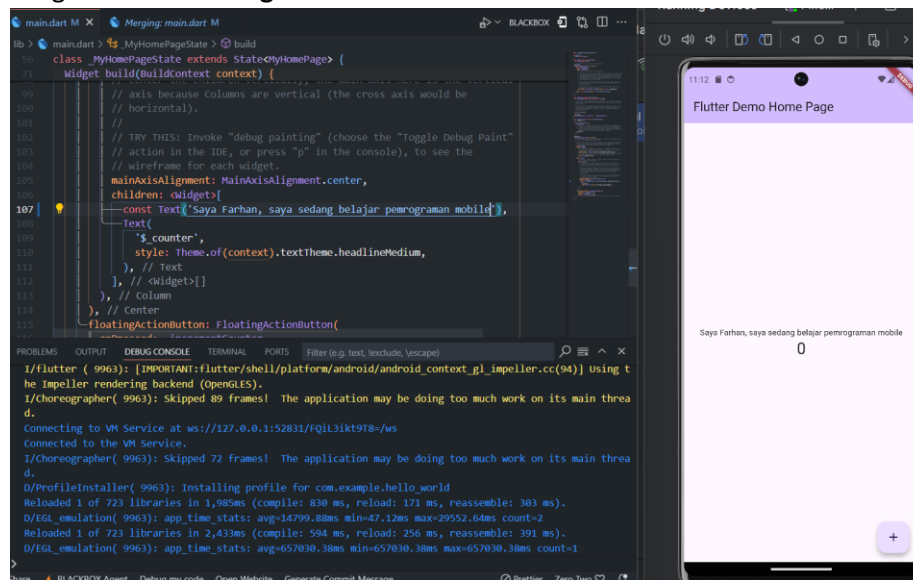 main.dart M
Merging: main.dart M
BLACKBOX
lib > main.dart > _MyHomePageState > build
56 class _MyHomePageState extends State<MyHomePage> {
71 Widget build(BuildContext context) {
99 // axis because Columns are vertical (the cross axis would be
100 // horizontal).
101 //
102 // TRY THIS: Invoke "debug painting" (choose the "Toggle Debug Paint"
103 // action in the IDE, or press "p" in the console), to see the
104 // wireframe for each widget.
105 mainAxisAlignment: MainAxisAlignment.center,
106 children: <Widget>[
107 const Text('Saya Farhan, saya sedang belajar pemrograman mobile'),
108 Text(
109 '$_counter',
110 style: Theme.of(context).textTheme.headlineMedium,
111 ), // Text
112 ], // <Widget>[]
113 ), // Column
114 ), // Center
115 floatingActionButton: FloatingActionButton(
PROBLEMS OUTPUT DEBUG CONSOLE TERMINAL PORTS Filter (e.g. text, !exclude, \escape)
I/flutter ( 9963): [IMPORTANT:flutter/shell/platform/android/android_context_gl_impeller.cc(94)] Using t
he Impeller rendering backend (OpenGLES).
I/Choreographer( 9963): Skipped 89 frames!  The application may be doing too much work on its main threa
d.
Connecting to VM Service at ws://127.0.0.1:52831/FQiL3ikt9T8=/ws
Connected to the VM Service.
I/Choreographer( 9963): Skipped 72 frames!  The application may be doing too much work on its main threa
d.
D/ProfileInstaller( 9963): Installing profile for com.example.hello_world
Reloaded 1 of 723 libraries in 1,985ms (compile: 830 ms, reload: 171 ms, reassemble: 303 ms).
D/EGL_emulation( 9963): app_time_stats: avg=14799.88ms min=47.12ms max=29552.64ms count=2
Reloaded 1 of 723 libraries in 2,433ms (compile: 594 ms, reload: 256 ms, reassemble: 391 ms).
D/EGL_emulation( 9963): app_time_stats: avg=657030.38ms min=657030.38ms max=657030.38ms count=1
>
BLACKBOX Agent Debug my code Open Website Generate Commit Message Prettier Zero Two
11:12
DEBUG
Flutter Demo Home Page
Saya Farhan, saya sedang belajar pemrograman mobile
0
+